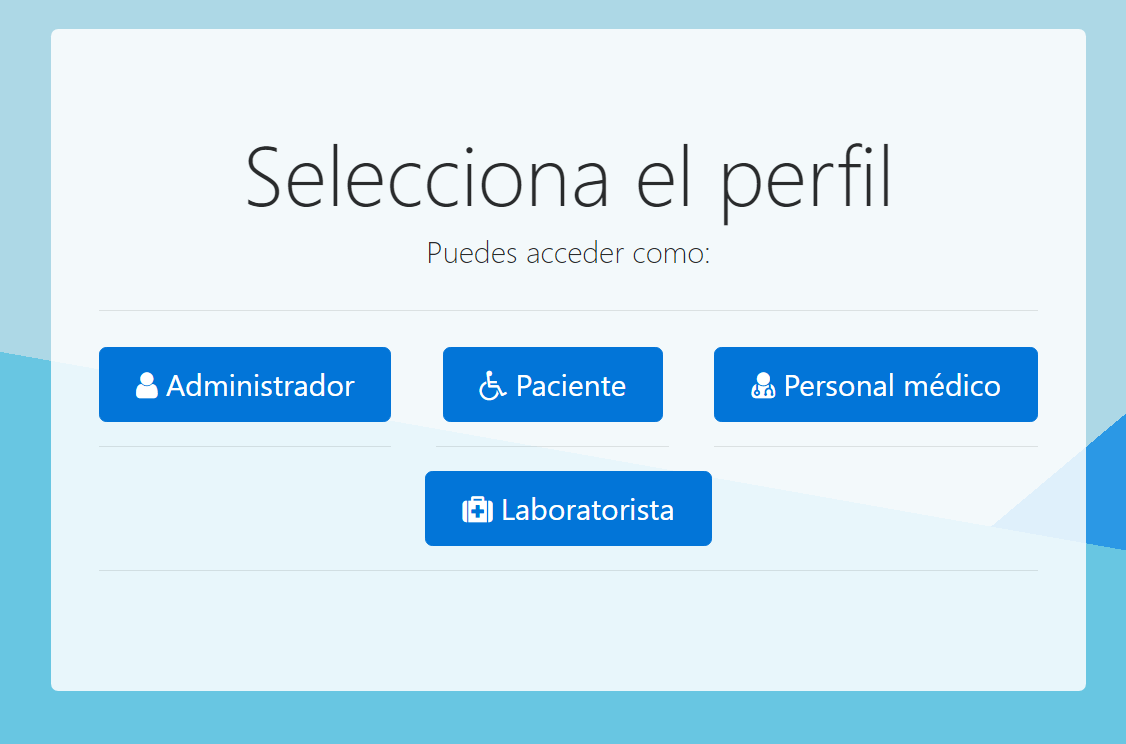 Selecciona el perfil
Puedes acceder como:
Administrador
Paciente
Personal médico
Laboratorista